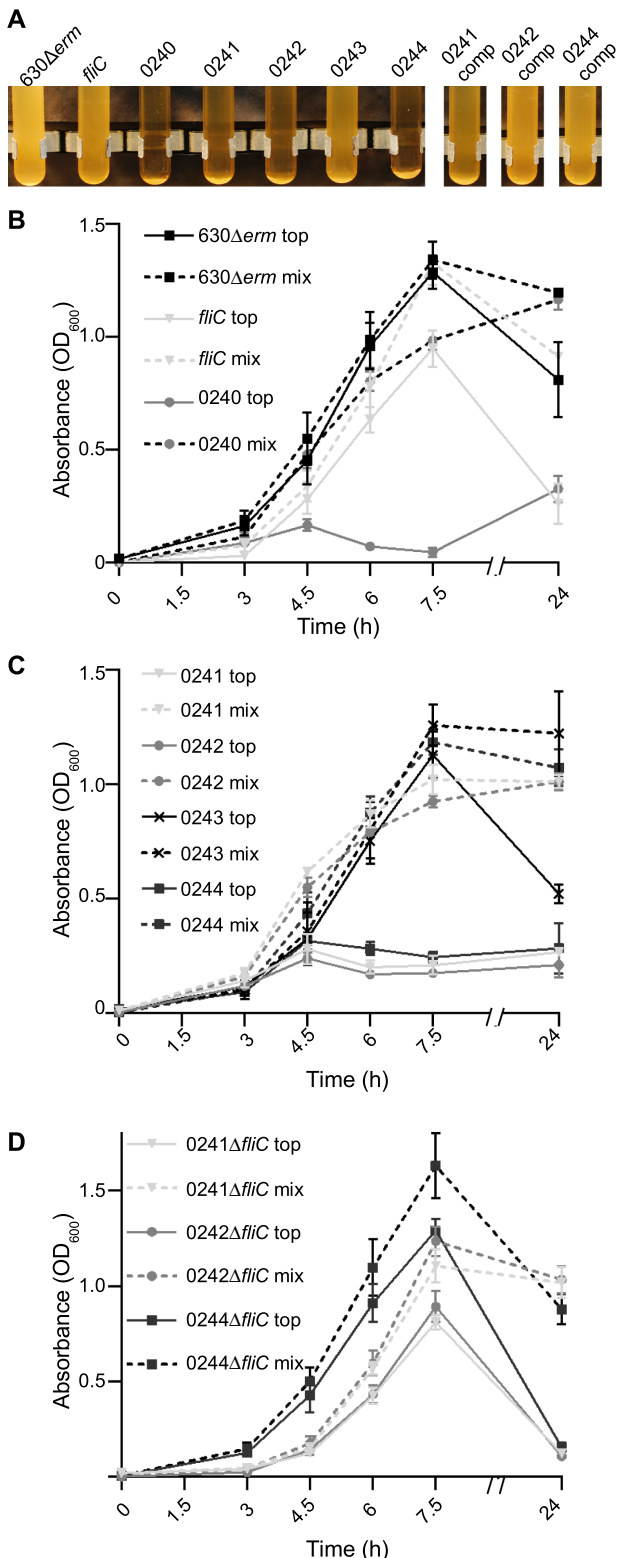 A
630Δerm
fliC
0240
0241
0242
0243
0244
0241 comp
0242 comp
0244 comp
B
1.5
1.0
0.5
0
Absorbance (OD600)
630Δerm top
630Δerm mix
fliC top
fliC mix
0240 top
0240 mix
0 1.5 3 4.5 6 7.5 24
Time (h)
C
1.5
1.0
0.5
0
Absorbance (OD600)
0241 top
0241 mix
0242 top
0242 mix
0243 top
0243 mix
0244 top
0244 mix
0 1.5 3 4.5 6 7.5 24
Time (h)
D
1.5
1.0
0.5
Absorbance (OD600)
0241ΔfliC top
0241ΔfliC mix
0242ΔfliC top
0242ΔfliC mix
0244ΔfliC top
0244ΔfliC mix
0 1.5 3 4.5 6 7.5 24
Time (h)